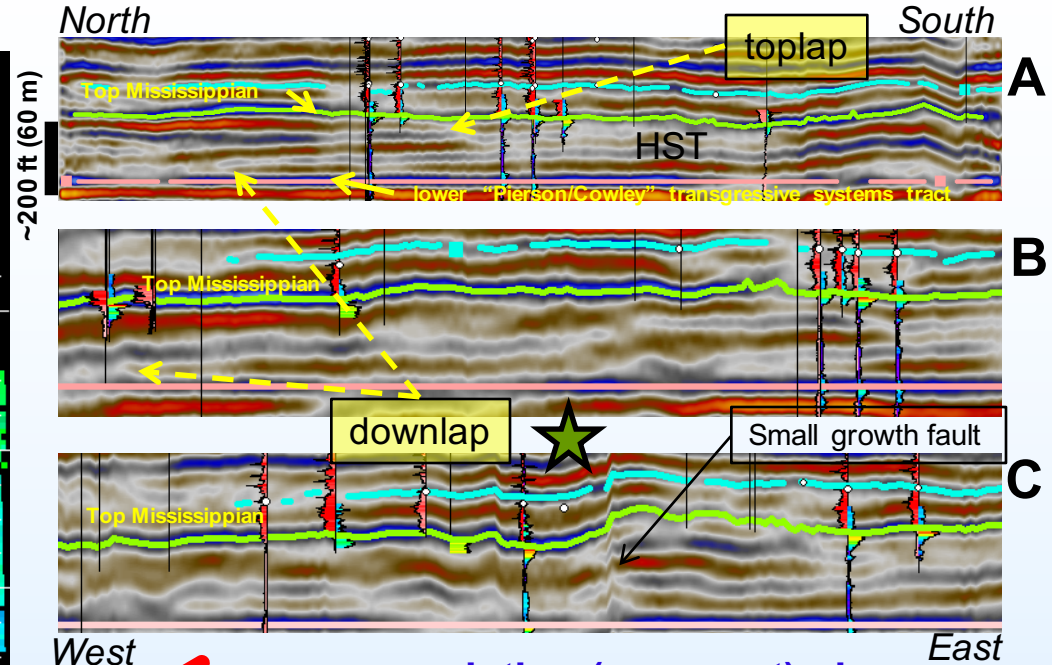 North
South
toplap
A
Top Mississippian
HST
~200 ft (60 m)
lower “Pierson/Cowley” transgressive systems tract
B
Top Mississippian
downlap
Small growth fault
C
Top Mississippian
West
East